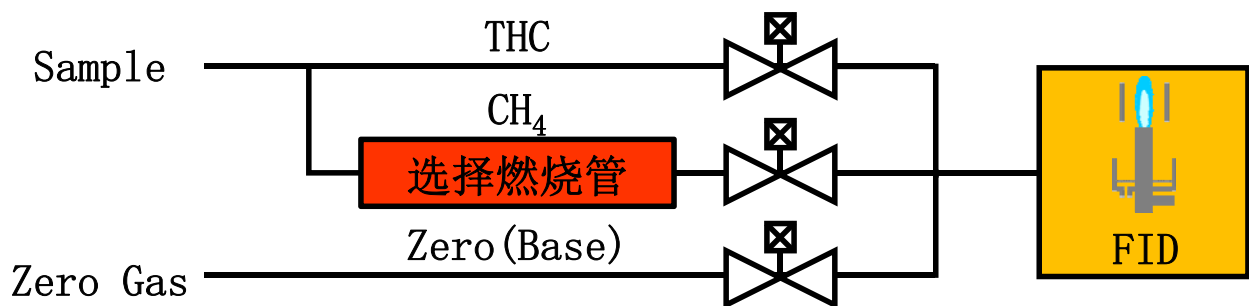 THC
Sample
CH₄
选择燃烧管
Zero(Base)
FID
Zero Gas